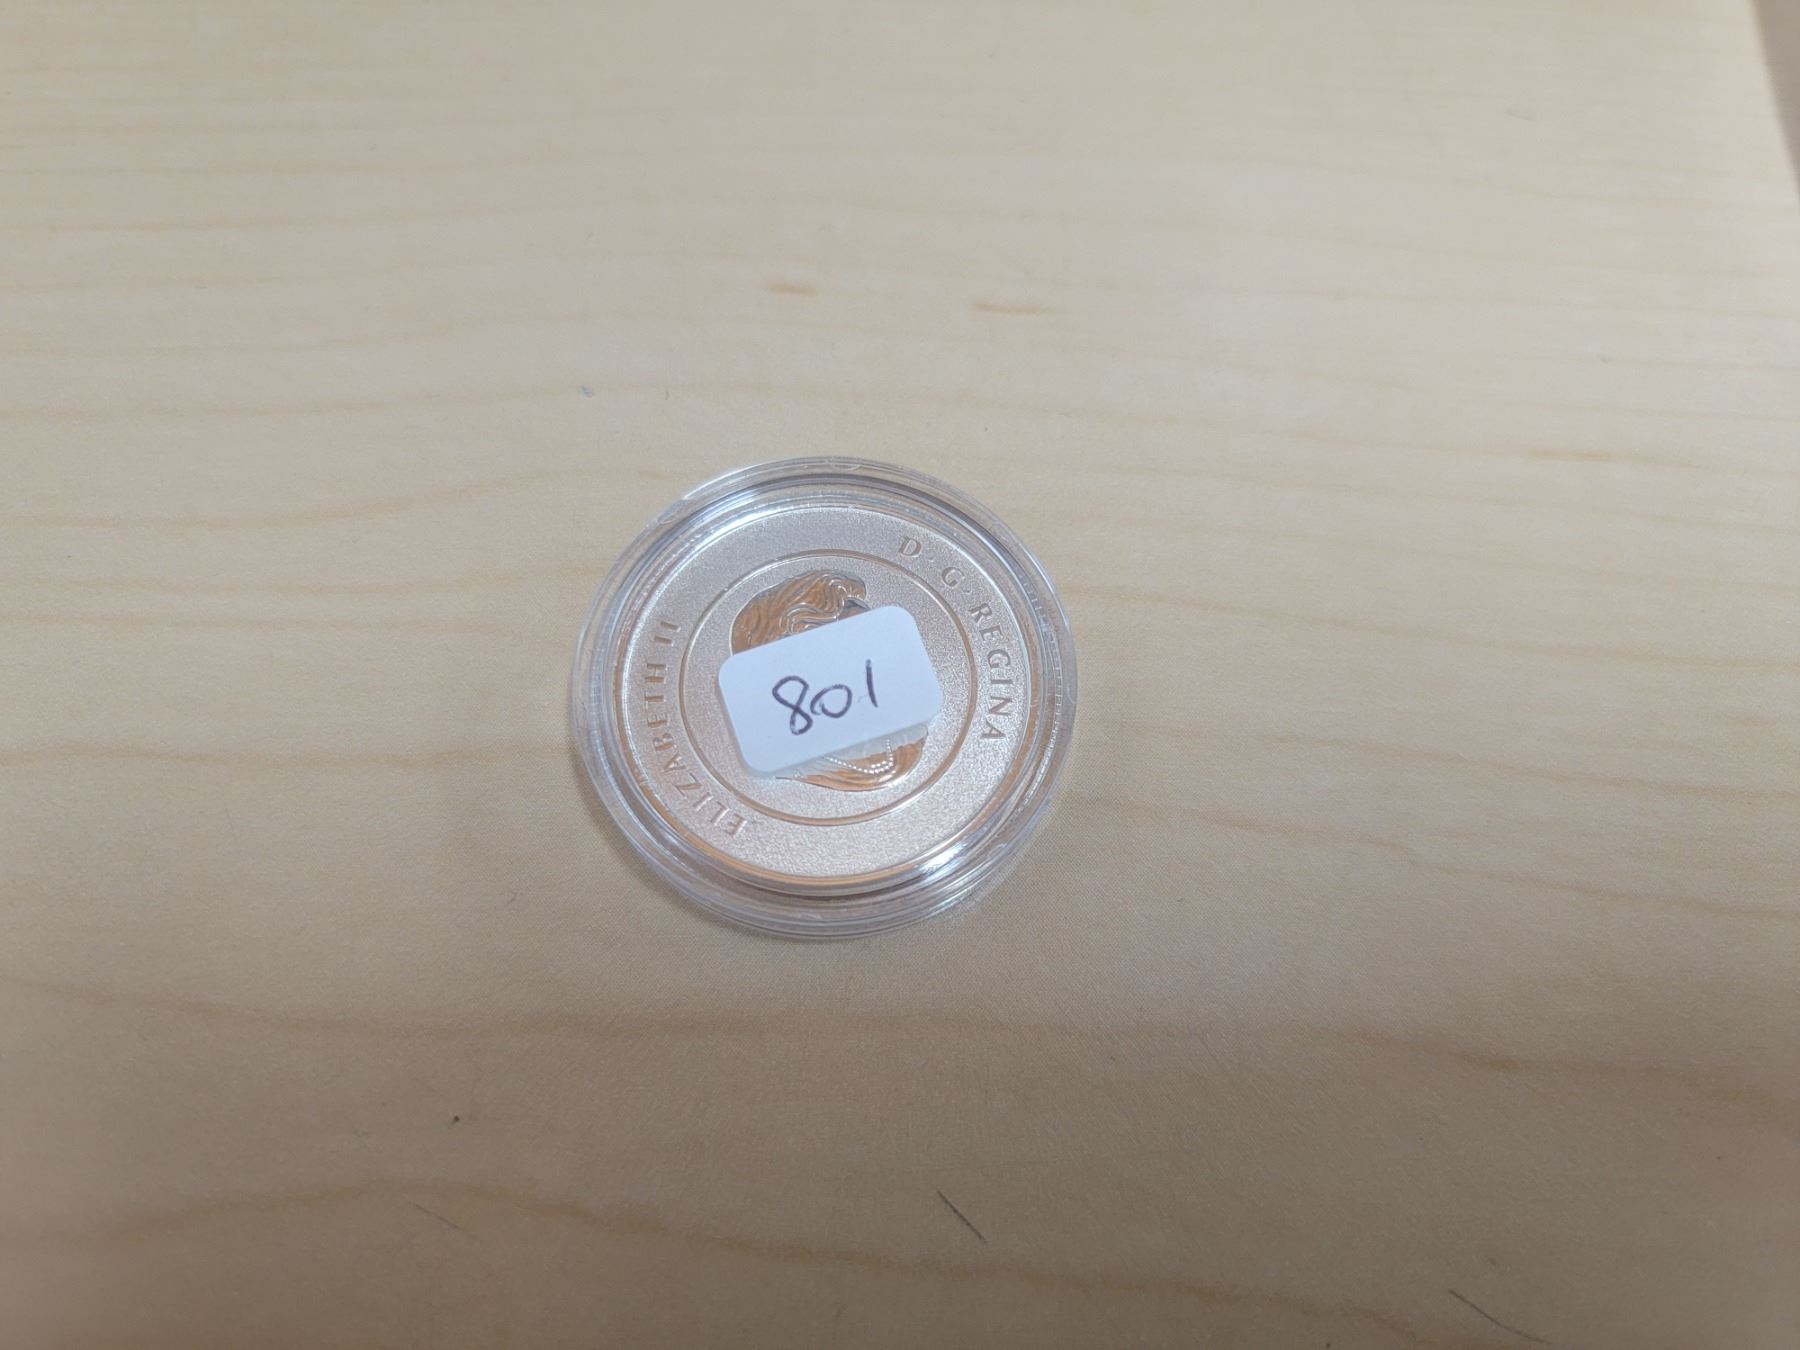 ELIZABETH II
D·G·REGINA
801